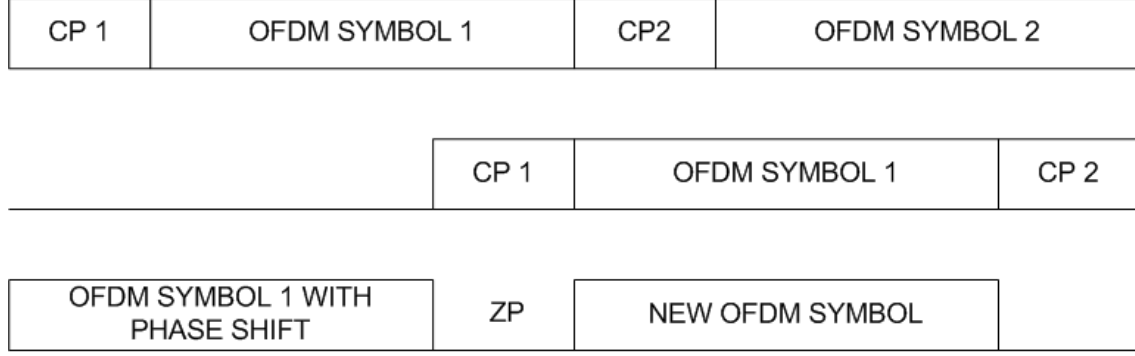 CP 1
OFDM SYMBOL 1
CP2
OFDM SYMBOL 2
CP 1
OFDM SYMBOL 1
CP 2
OFDM SYMBOL 1 WITH
PHASE SHIFT
ZP
NEW OFDM SYMBOL